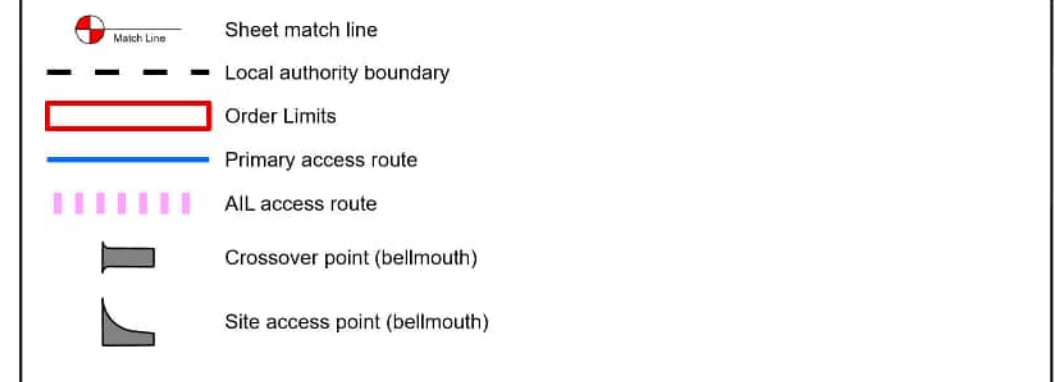 Match Line
Sheet match line
Local authority boundary
Order Limits
Primary access route
AIL access route
Crossover point (bellmouth)
Site access point (bellmouth)